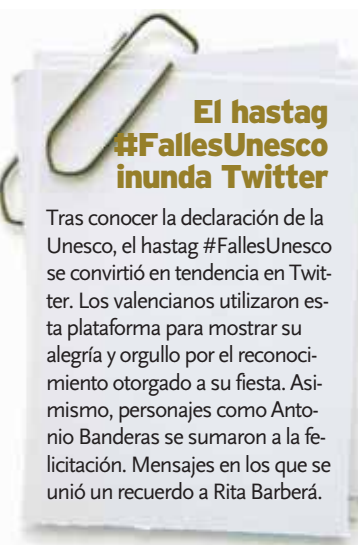 El hastag
#FallesUnesco
inunda Twitter
Tras conocer la declaración de la
Unesco, el hastag #FallesUnesco
se convirtió en tendencia en Twit-
ter. Los valencianos utilizaron es-
ta plataforma para mostrar su
alegría y orgullo por el reconoci-
miento otorgado a su fiesta. Asi-
mismo, personajes como Anto-
nio Banderas se sumaron a la fe-
licitación. Mensajes en los que se
unió un recuerdo a Rita Barberá.